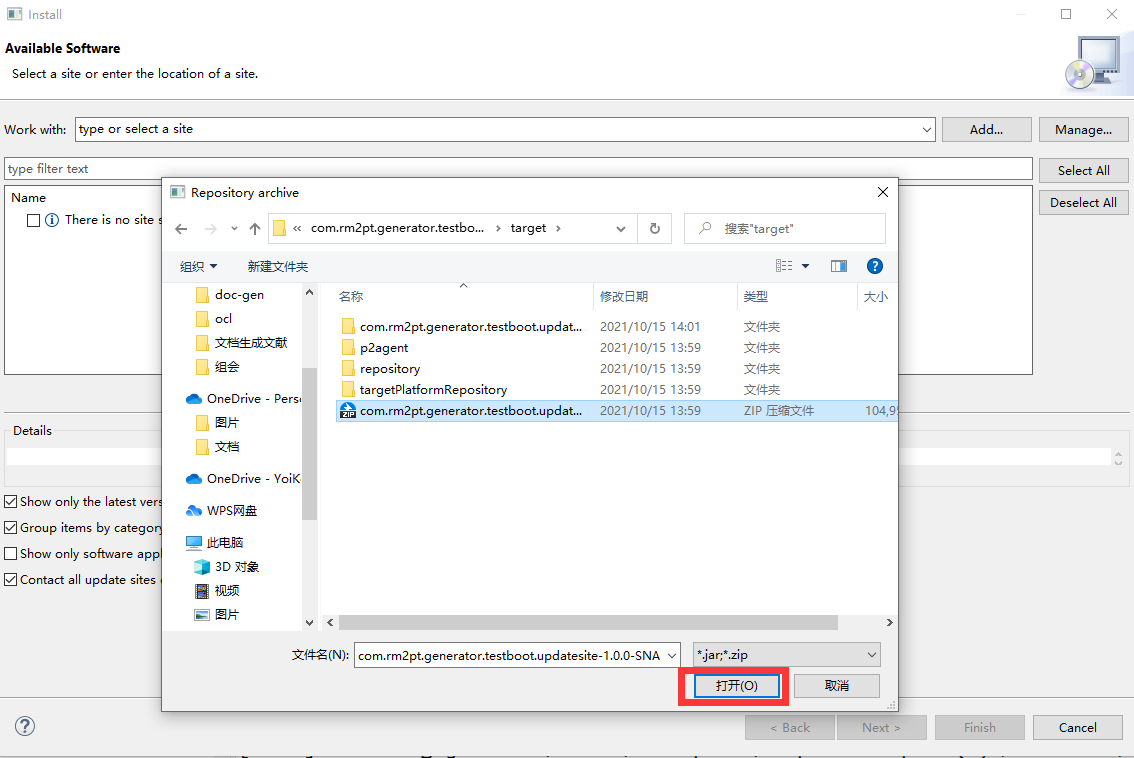 Install
Available Software
Select a site or enter the location of a site.
Work with: type or select a site Add... Manage...
type filter text Select All
Deselect All
Name
There is no site s
Repository archive
« com.rm2pt.generator.testbo... › target › 搜索"target"
组织 新建文件夹 ?
doc-gen
ocl
文档生成文献
组会
OneDrive - Perso
图片
文档
OneDrive - YoiKo
WPS网盘
此电脑
3D 对象
视频
图片
名称 修改日期 类型 大小
com.rm2pt.generator.testboot.updat... 2021/10/15 14:01 文件夹
p2agent 2021/10/15 13:59 文件夹
repository 2021/10/15 13:59 文件夹
targetPlatformRepository 2021/10/15 13:59 文件夹
ZIP com.rm2pt.generator.testboot.updat... 2021/10/15 13:59 ZIP 压缩文件 104,9
文件名(N): com.rm2pt.generator.testboot.updatesite-1.0.0-SNA *.jar;*.zip
打开(O) 取消
Details
Show only the latest vers
Group items by category
Show only software appl
Contact all update sites
? < Back Next > Finish Cancel